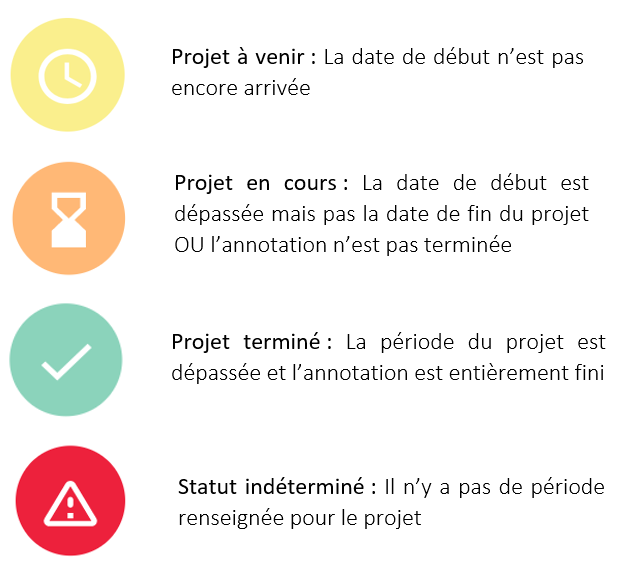 Projet à venir : La date de début n’est pas
encore arrivée
Projet en cours : La date de début est
dépassée mais pas la date de fin du projet
OU l’annotation n’est pas terminée
Projet terminé : La période du projet est
dépassée et l’annotation est entièrement fini
Statut indéterminé : Il n’y a pas de période
renseignée pour le projet